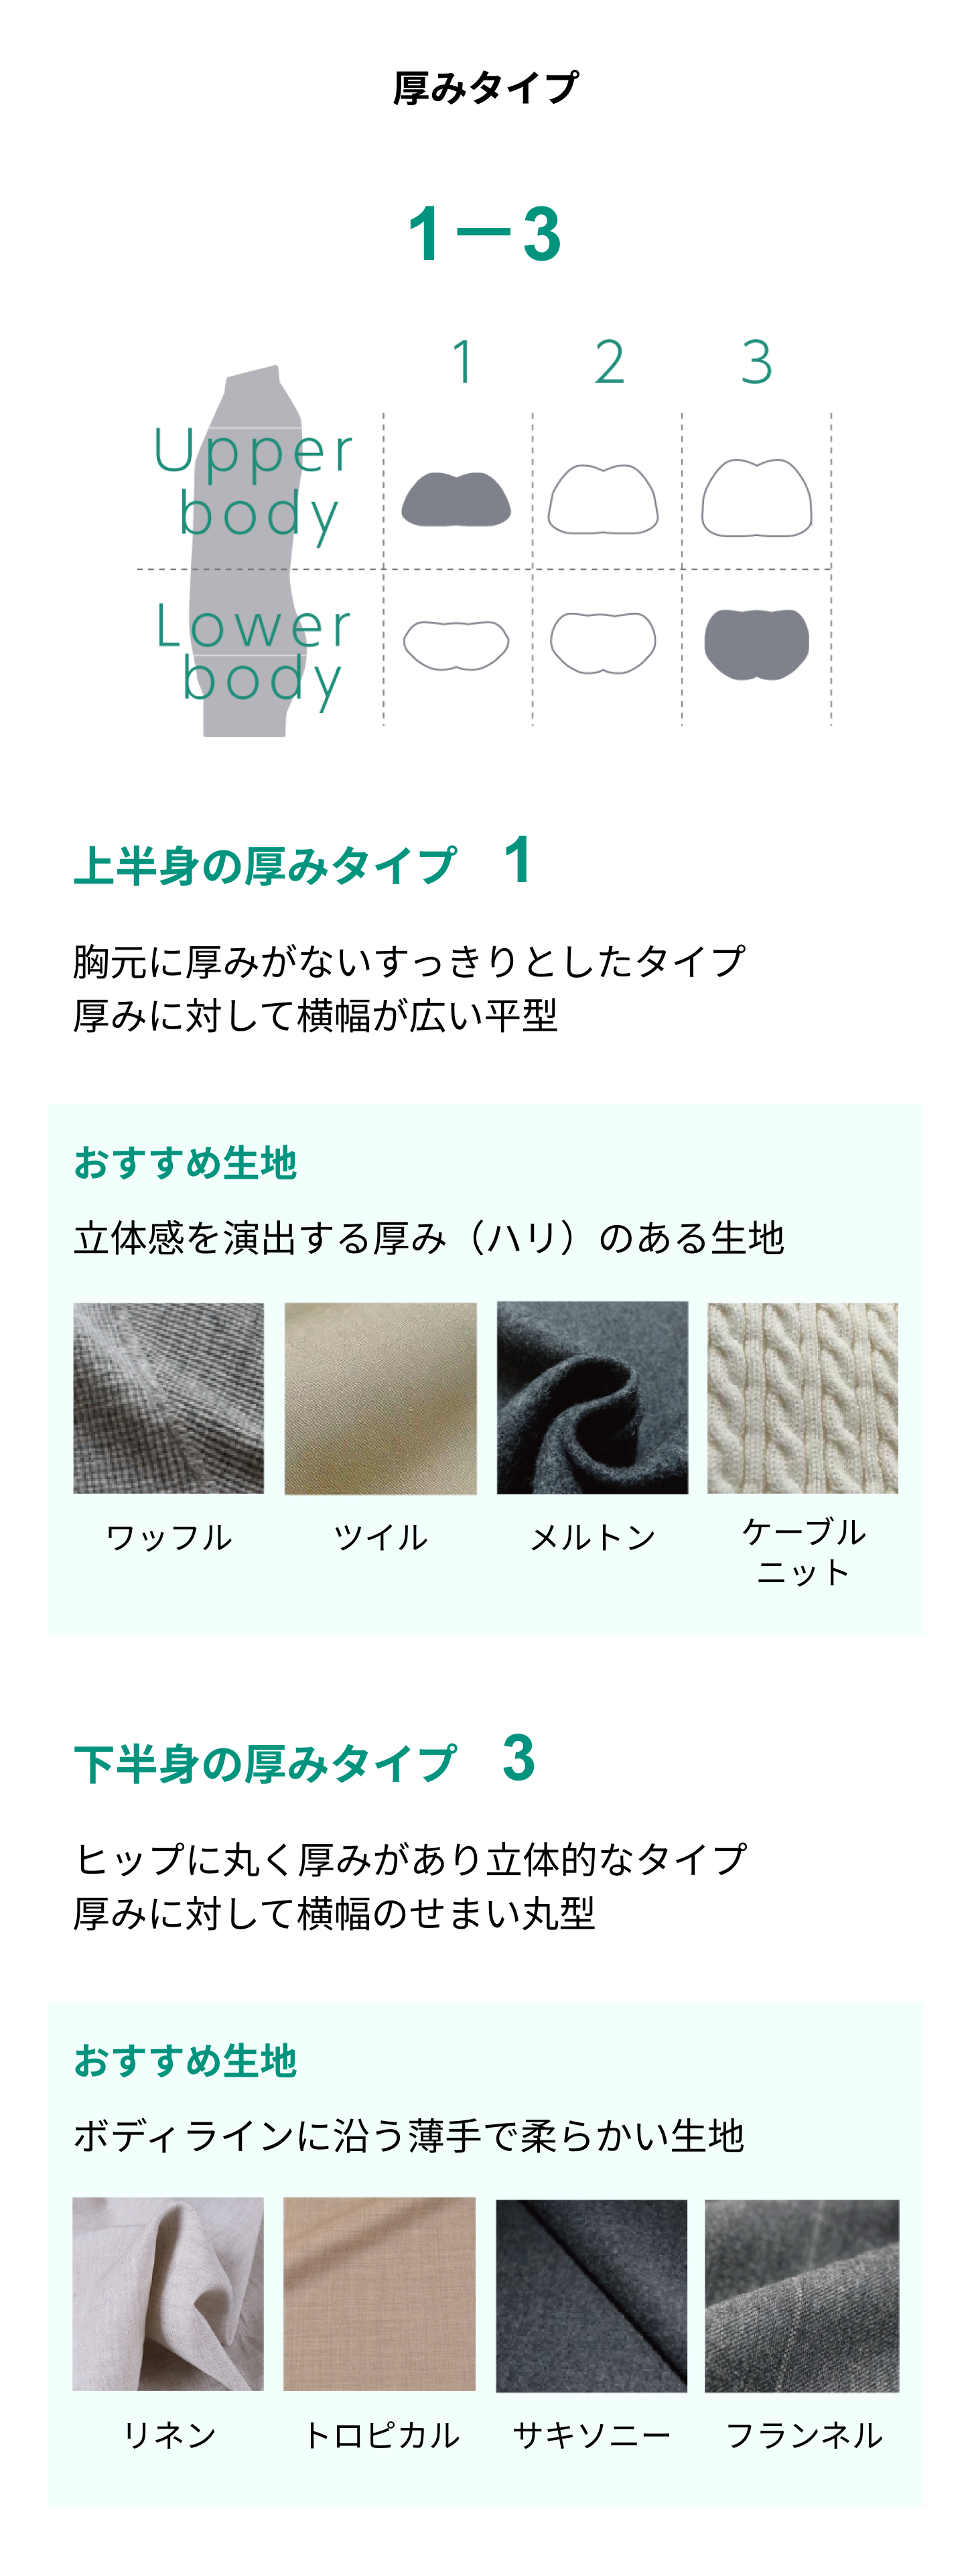 厚みタイプ
1ー3
1 2 3
Upper
body
Lower
body
上半身の厚みタイプ 1
胸元に厚みがないすっきりとしたタイプ
厚みに対して横幅が広い平型
おすすめ生地
立体感を演出する厚み（ハリ）のある生地
ワッフル ツイル メルトン ケーブル
ニット
下半身の厚みタイプ 3
ヒップに丸く厚みがあり立体的なタイプ
厚みに対して横幅のせまい丸型
おすすめ生地
ボディラインに沿う薄手で柔らかい生地
リネン トロピカル サキソニー フランネル